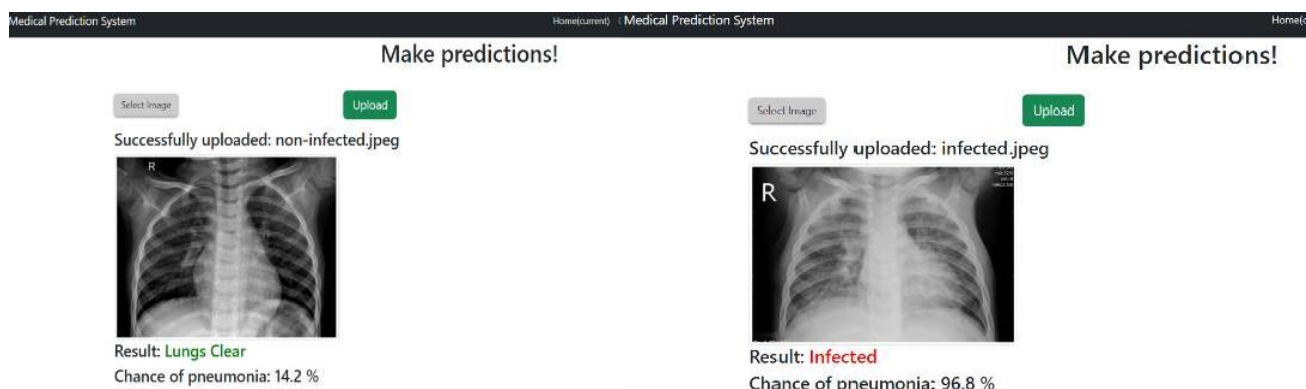 Medical Prediction System
Home(current)
Make predictions!
Select Image
Upload
Successfully uploaded: non-infected.jpeg
R
Result: Lungs Clear
Chance of pneumonia: 14.2 %
Medical Prediction System
Make predictions!
Select Image
Upload
Successfully uploaded: infected.jpeg
R
Result: Infected
Chance of pneumonia: 96.8 %